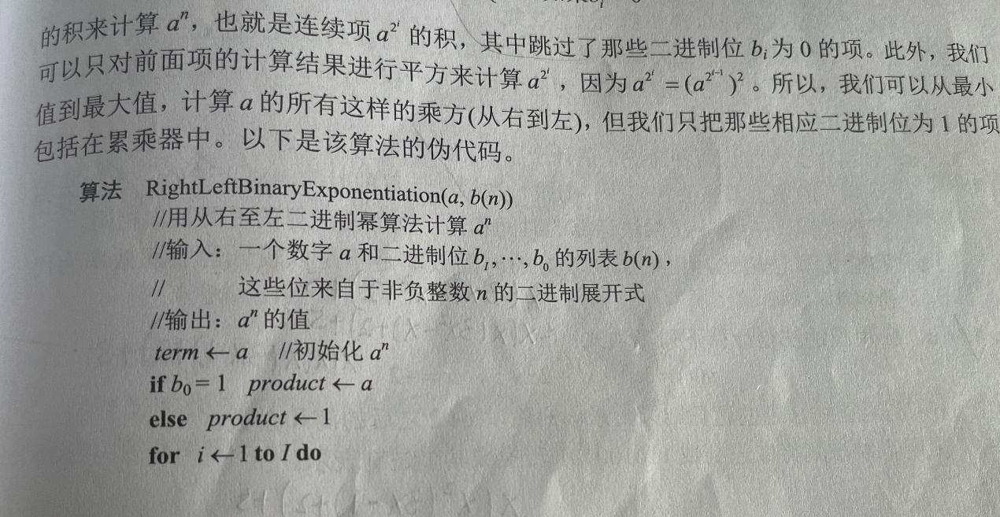 的积来计算 aⁿ，也就是连续项 a^{2^i} 的积，其中跳过了那些二进制位 bᵢ为 0 的项。此外，我们
可以只对前面项的计算结果进行平方来计算 a^{2^i} ，因为 a^{2^i} = (a^{2^{i-1}})² 。所以，我们可以从最小
值到最大值，计算 a 的所有这样的乘方(从右到左)，但我们只把那些相应二进制位为 1 的项
包括在累乘器中。以下是该算法的伪代码。
算法 RightLeftBinaryExponentiation(a, b(n))
//用从右至左二进制幂算法计算 aⁿ
//输入： 一个数字 a 和二进制位 b_I, ⋯, b₀ 的列表 b(n) ，
// 这些位来自于非负整数 n 的二进制展开式
//输出： aⁿ 的值
term ← a //初始化 aⁿ
if b₀ = 1 product ← a
else product ← 1
for i ← 1 to I do